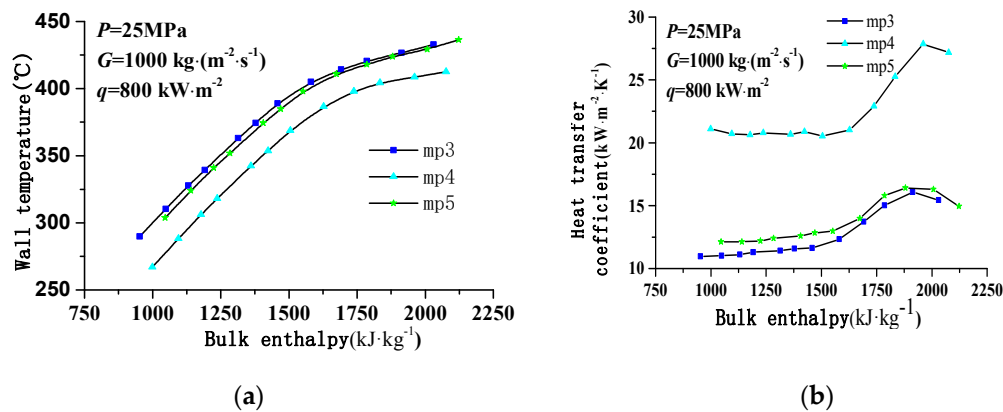 P=25MPa
G=1000 kg·(m⁻²·s⁻¹)
q=800 kW·m⁻²
mp3
mp4
mp5
Wall temperature(℃)
450
400
350
300
250
750 1000 1250 1500 1750 2000 2250
Bulk enthalpy(kJ·kg⁻¹)
(a)
P=25MPa
G=1000 kg·(m⁻²·s⁻¹)
q=800 kW·m⁻²
mp3
mp4
mp5
Heat transfer
coefficient(kW·m⁻²·K⁻¹)
30
25
20
15
10
750 1000 1250 1500 1750 2000 2250
Bulk enthalpy(kJ·kg⁻¹)
(b)